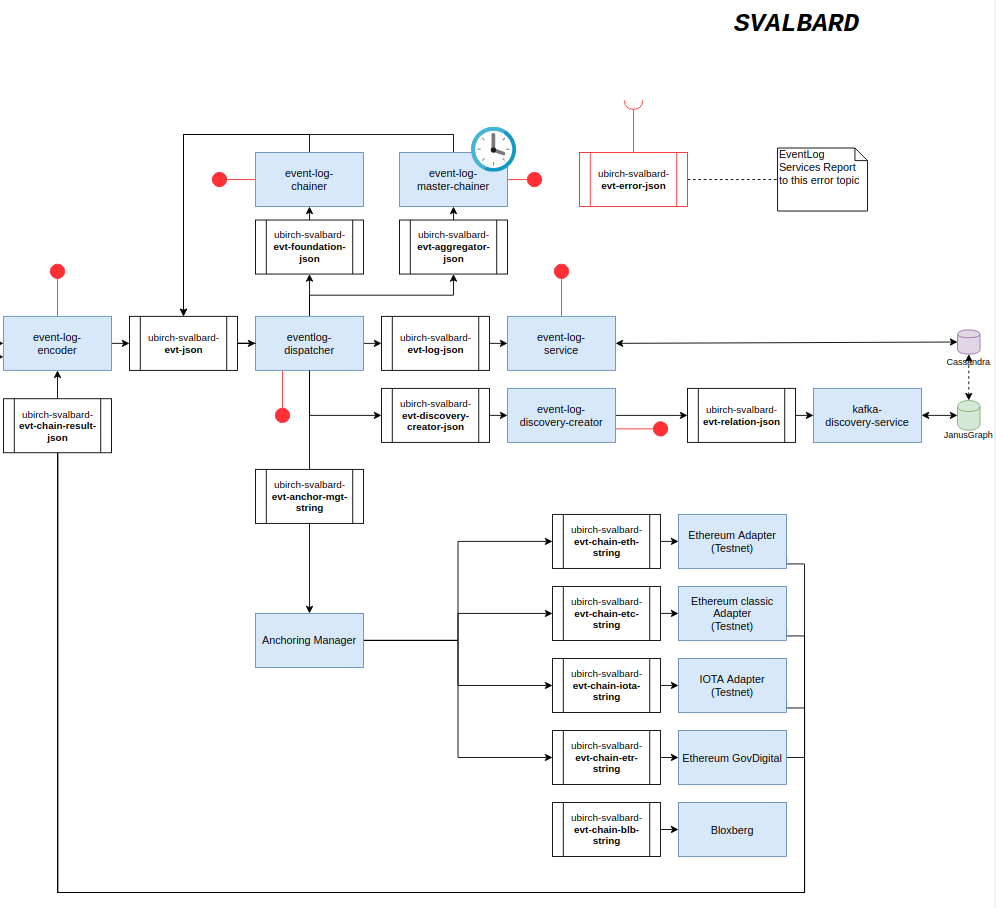 SVALBARD
event-log-
chainer
event-log-
master-chainer
ubirch-svalbard-
evt-error-json
EventLog
Services Report
to this error topic
ubirch-svalbard-
evt-foundation-
json
ubirch-svalbard-
evt-aggregator-
json
event-log-
encoder
ubirch-svalbard-
evt-json
eventlog-
dispatcher
ubirch-svalbard-
evt-log-json
event-log-
service
Cassandra
ubirch-svalbard-
evt-chain-result-
json
ubirch-svalbard-
evt-discovery-
creator-json
event-log-
discovery-creator
ubirch-svalbard-
evt-relation-json
kafka-
discovery-service
JanusGraph
ubirch-svalbard-
evt-anchor-mgt-
string
Anchoring Manager
ubirch-svalbard-
evt-chain-eth-
string
Ethereum Adapter
(Testnet)
ubirch-svalbard-
evt-chain-etc-
string
Ethereum classic
Adapter
(Testnet)
ubirch-svalbard-
evt-chain-iota-
string
IOTA Adapter
(Testnet)
ubirch-svalbard-
evt-chain-etr-
string
Ethereum GovDigital
ubirch-svalbard-
evt-chain-blb-
string
Bloxberg